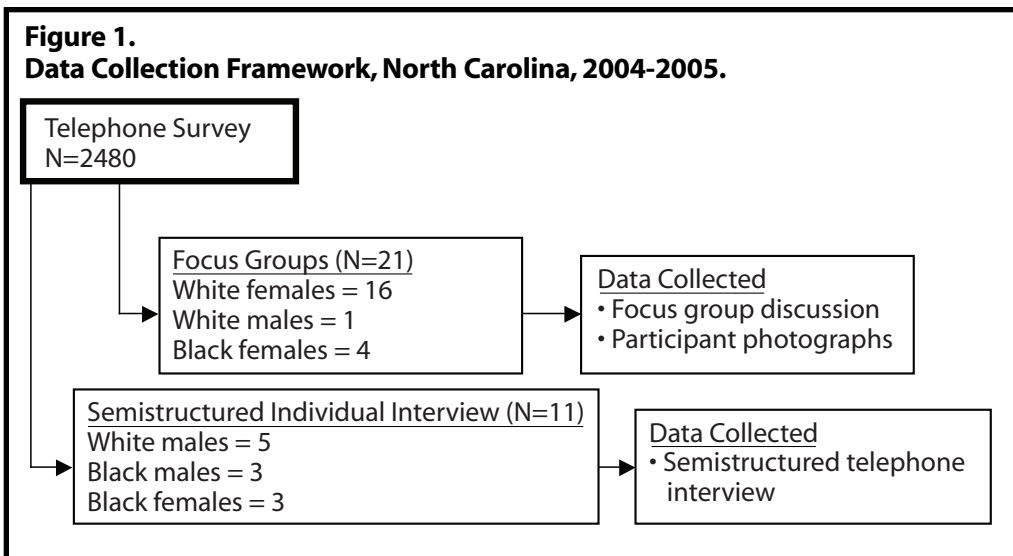 Figure 1.
Data Collection Framework, North Carolina, 2004-2005.
Telephone Survey
N=2480
Focus Groups (N=21)
White females = 16
White males = 1
Black females = 4
Data Collected
• Focus group discussion
• Participant photographs
Semistructured Individual Interview (N=11)
White males = 5
Black males = 3
Black females = 3
Data Collected
• Semistructured telephone
interview